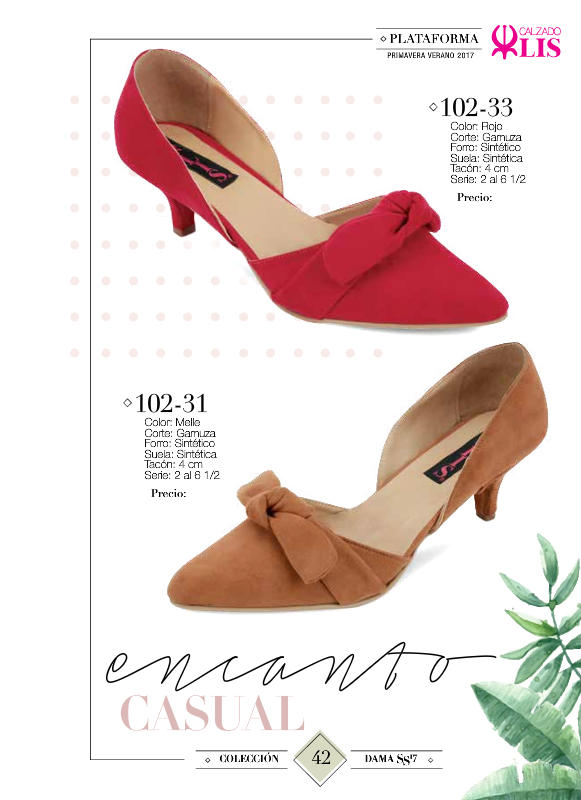 PLATAFORMA
PRIMAVERA VERANO 2017
CALZADO
LIS
102-33
Color: Rojo
Corte: Gamuza
Forro: Sintético
Suela: Sintética
Tacón: 4 cm
Serie: 2 al 6 1/2
Precio:
102-31
Color: Melle
Corte: Gamuza
Forro: Sintético
Suela: Sintética
Tacón: 4 cm
Serie: 2 al 6 1/2
Precio:
encanto
CASUAL
COLECCIÓN
42
DAMA SS'17